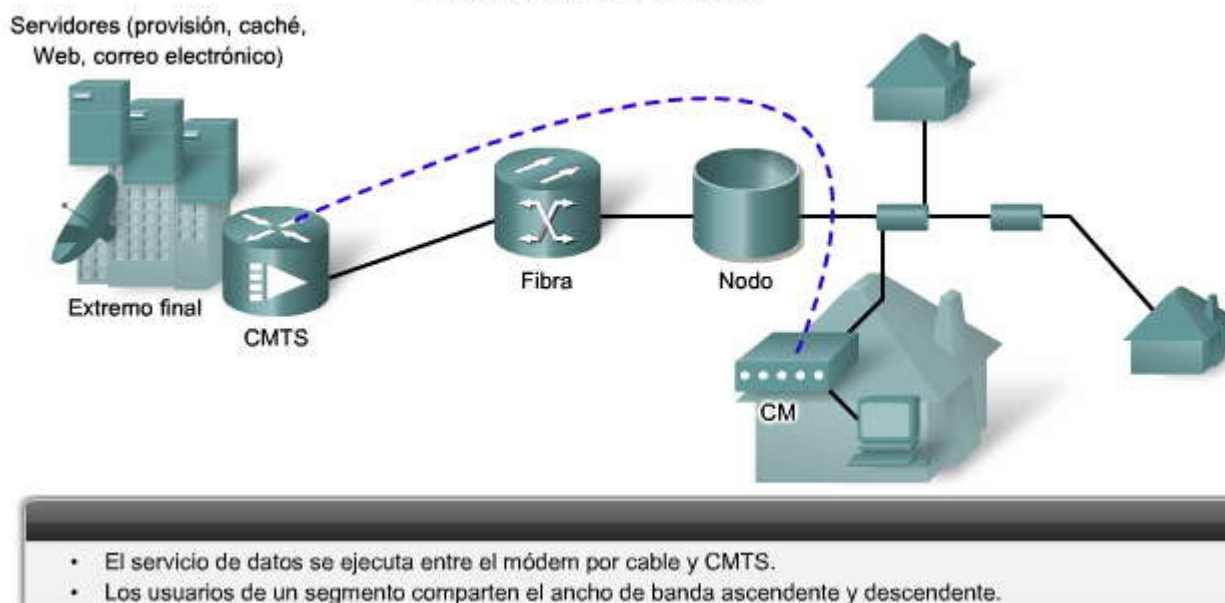 Servidores (provisión, caché,
Web, correo electrónico)
Extremo final
CMTS
Fibra
Nodo
CM
• El servicio de datos se ejecuta entre el módem por cable y CMTS.
• Los usuarios de un segmento comparten el ancho de banda ascendente y descendente.